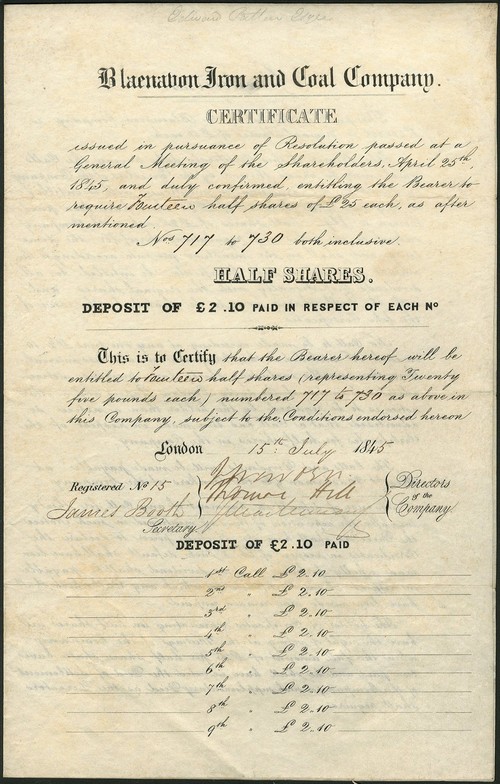 Edward
Blaenavon Iron and Coal Company.
CERTIFICATE
issued in pursuance of Resolution passed at a
General Meeting of the Shareholders, April 25th,
1845, and duly confirmed, entitling the Bearer to
require Fourteen half shares of £25 each, as after
mentioned
Nos 717 to 730 both inclusive.
HALF SHARES.
DEPOSIT OF £2.10 PAID IN RESPECT OF EACH No
This is to Certify that the Bearer hereof will be
entitled to Fourteen half shares (representing Twenty
five pounds each) numbered 717 to 730 as above in
this Company, subject to the Conditions endorsed hereon
London 15th July 1845
Registered No 15
James Booth
Secretary
Thomas Hill
Directors
of the
Company
DEPOSIT OF £2.10 PAID
1st Call £2.10
2nd " £2.10
3rd " £2.10
4th " £2.10
5th " £2.10
6th " £2.10
7th " £2.10
8th " £2.10
9th " £2.10